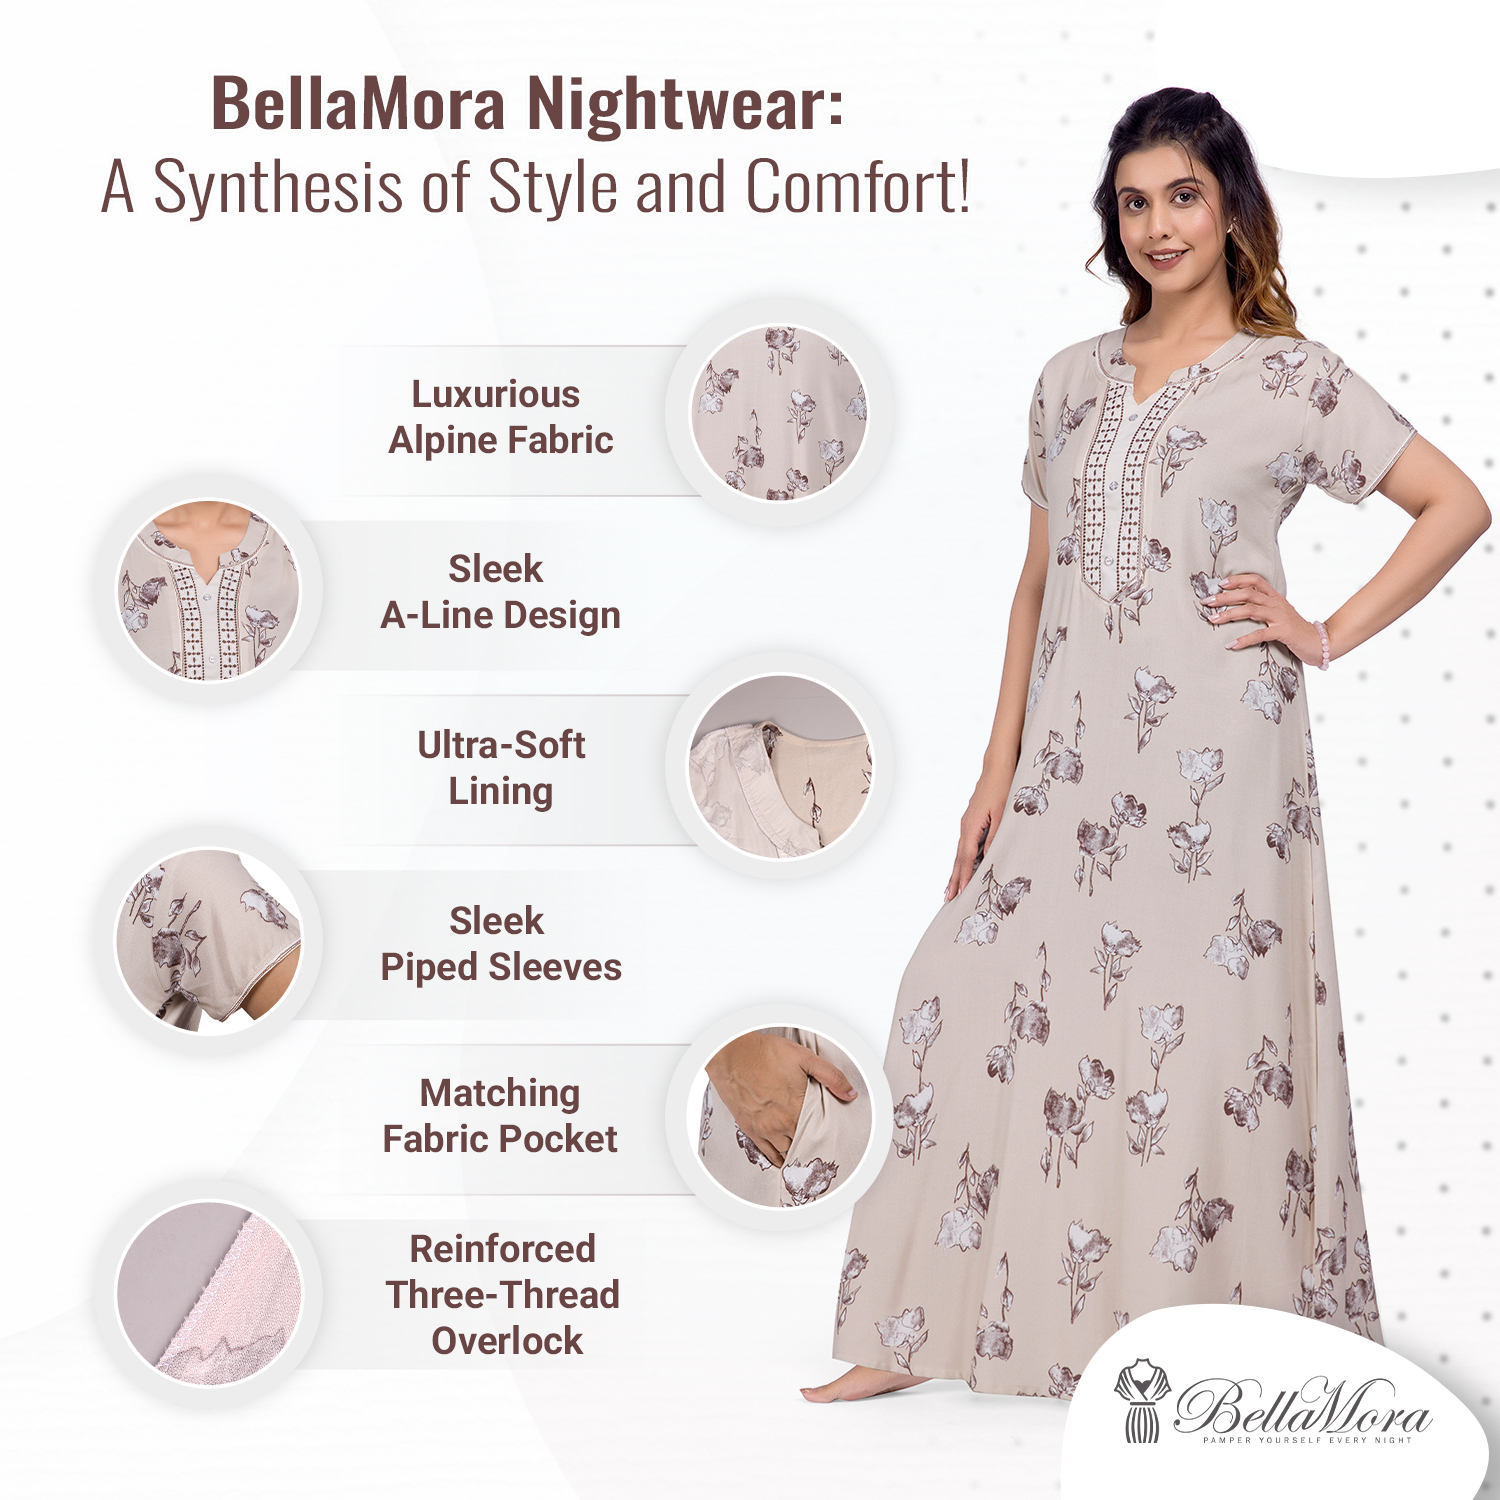 BellaMora Nightwear:
A Synthesis of Style and Comfort!
Luxurious
Alpine Fabric
Sleek
A-Line Design
Ultra-Soft
Lining
Sleek
Piped Sleeves
Matching
Fabric Pocket
Reinforced
Three-Thread
Overlock
BellaMora
PAMPER YOURSELF EVERY NIGHT